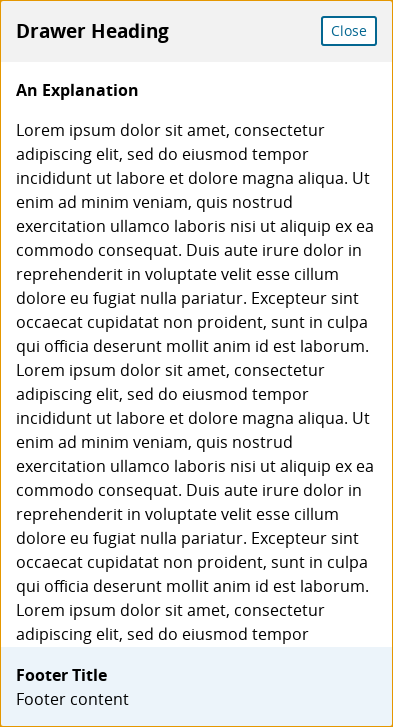 Drawer Heading
Close
An Explanation
Lorem ipsum dolor sit amet, consectetur
adipiscing elit, sed do eiusmod tempor
incididunt ut labore et dolore magna aliqua. Ut
enim ad minim veniam, quis nostrud
exercitation ullamco laboris nisi ut aliquip ex ea
commodo consequat. Duis aute irure dolor in
reprehenderit in voluptate velit esse cillum
dolore eu fugiat nulla pariatur. Excepteur sint
occaecat cupidatat non proident, sunt in culpa
qui officia deserunt mollit anim id est laborum.
Lorem ipsum dolor sit amet, consectetur
adipiscing elit, sed do eiusmod tempor
incididunt ut labore et dolore magna aliqua. Ut
enim ad minim veniam, quis nostrud
exercitation ullamco laboris nisi ut aliquip ex ea
commodo consequat. Duis aute irure dolor in
reprehenderit in voluptate velit esse cillum
dolore eu fugiat nulla pariatur. Excepteur sint
occaecat cupidatat non proident, sunt in culpa
qui officia deserunt mollit anim id est laborum.
Lorem ipsum dolor sit amet, consectetur
adipiscing elit, sed do eiusmod tempor
Footer Title
Footer content